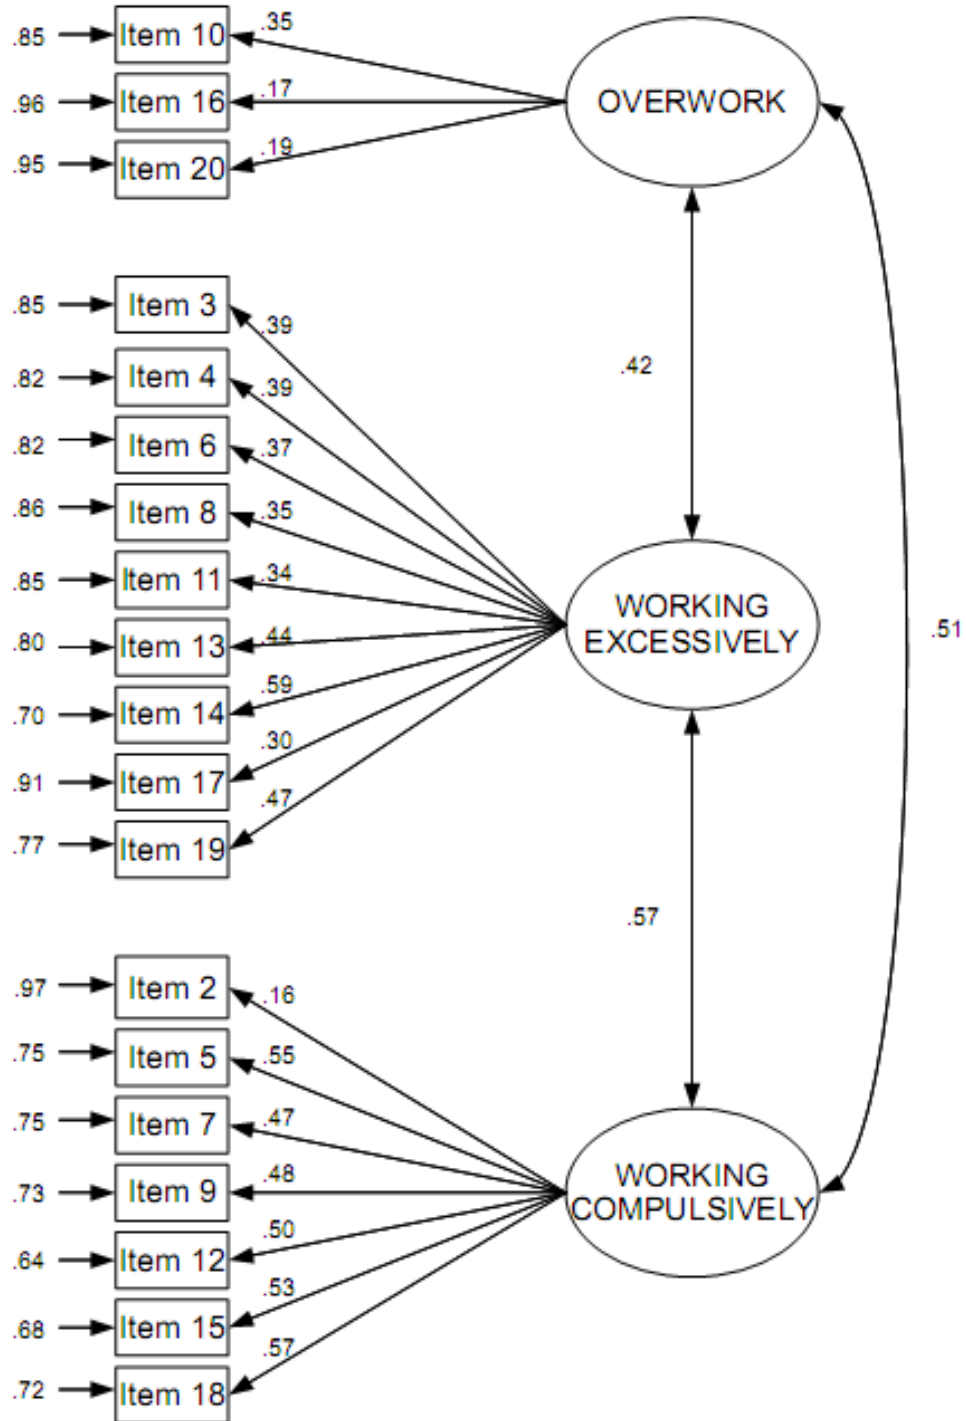 .85 Item 10 .35
.96 Item 16 .17 OVERWORK
.95 Item 20 .19
.85 Item 3 .39
.82 Item 4 .39 .42
.82 Item 6 .37
.86 Item 8 .35
.85 Item 11 .34
WORKING
EXCESSIVELY
.80 Item 13 .44 .51
.70 Item 14 .59
.91 Item 17 .30
.77 Item 19 .47
.57
.97 Item 2 .16
.75 Item 5 .55
.75 Item 7 .47
.73 Item 9 .48
WORKING
COMPULSIVELY
.64 Item 12 .50
.68 Item 15 .53
.72 Item 18 .57